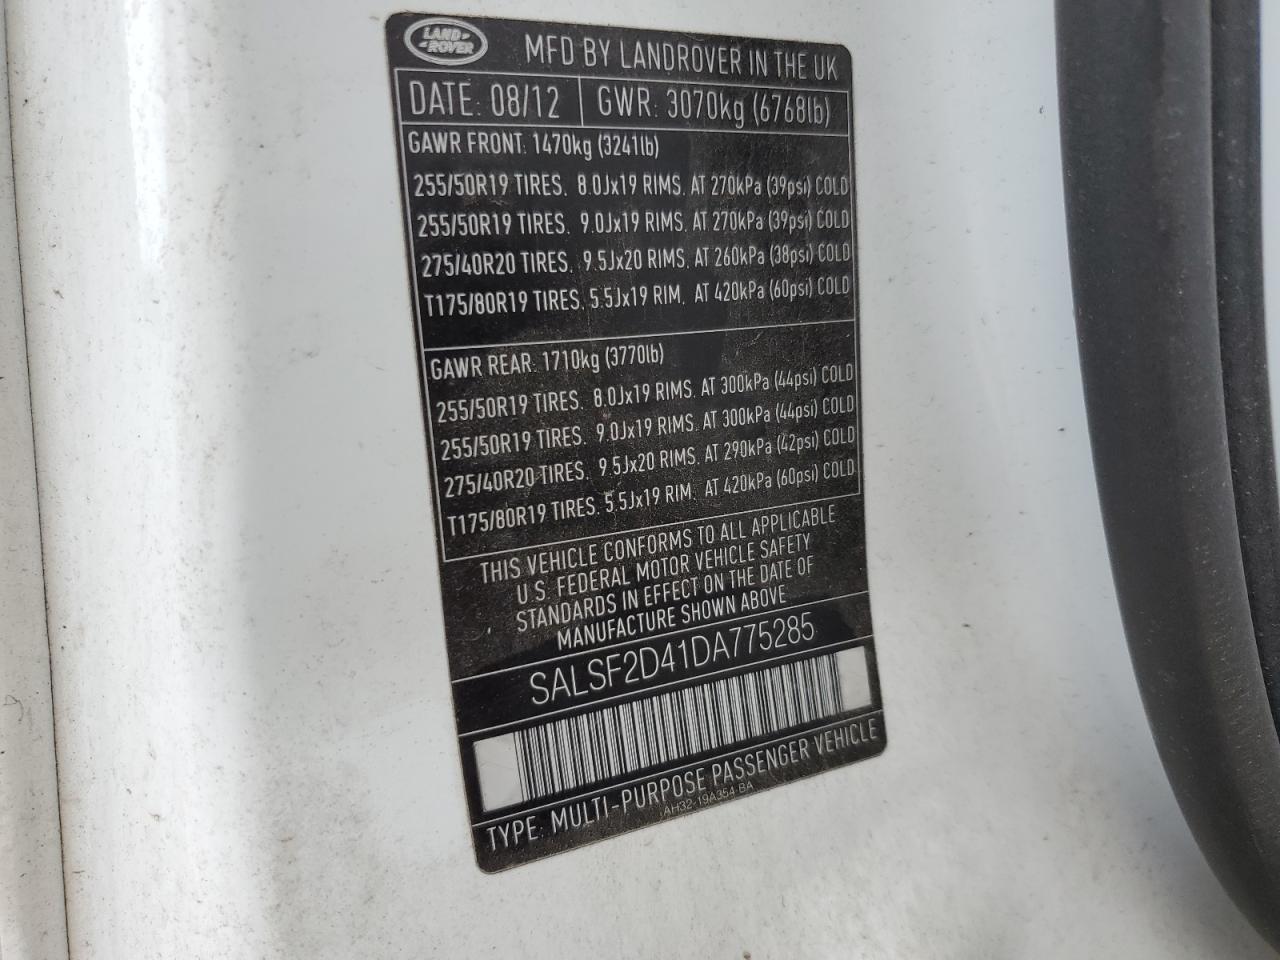 LAND-
-ROVER
MFD BY LANDROVER IN THE UK
DATE: 08/12 GWR: 3070kg (6768lb)
GAWR FRONT: 1470kg (3241lb)
255/50R19 TIRES, 8.0Jx19 RIMS, AT 270kPa (39psi) COLD
255/50R19 TIRES, 9.0Jx19 RIMS, AT 270kPa (39psi) COLD
275/40R20 TIRES, 9.5Jx20 RIMS, AT 260kPa (38psi) COLD
T175/80R19 TIRES, 5.5Jx19 RIM, AT 420kPa (60psi) COLD
GAWR REAR: 1710kg (3770lb)
255/50R19 TIRES, 8.0Jx19 RIMS, AT 300kPa (44psi) COLD
255/50R19 TIRES, 9.0Jx19 RIMS, AT 300kPa (44psi) COLD
275/40R20 TIRES, 9.5Jx20 RIMS, AT 290kPa (42psi) COLD
T175/80R19 TIRES, 5.5Jx19 RIM, AT 420kPa (60psi) COLD
THIS VEHICLE CONFORMS TO ALL APPLICABLE
U.S. FEDERAL MOTOR VEHICLE SAFETY
STANDARDS IN EFFECT ON THE DATE OF
MANUFACTURE SHOWN ABOVE
SALSF2D41DA775285
TYPE: MULTI-PURPOSE PASSENGER VEHICLE
AH32-19A354-BA